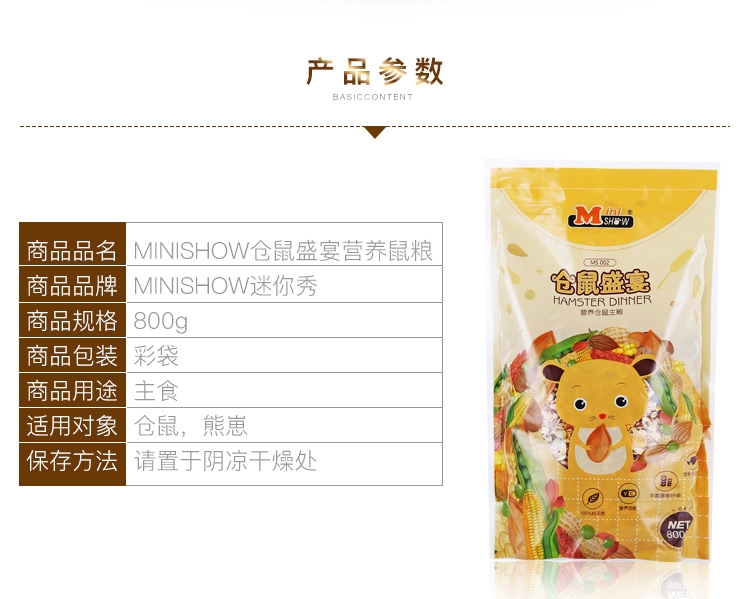 产品参数
BASICCONTENT
商品品名 MINISHOW仓鼠盛宴营养鼠粮
商品品牌 MINISHOW迷你秀
商品规格 800g
商品包装 彩袋
商品用途 主食
适用对象 仓鼠，熊崽
保存方法 请置于阴凉干燥处
Mini SHOW ®
MS 002
仓鼠盛宴
HAMSTER DINNER
营养仓鼠主粮
NET
800